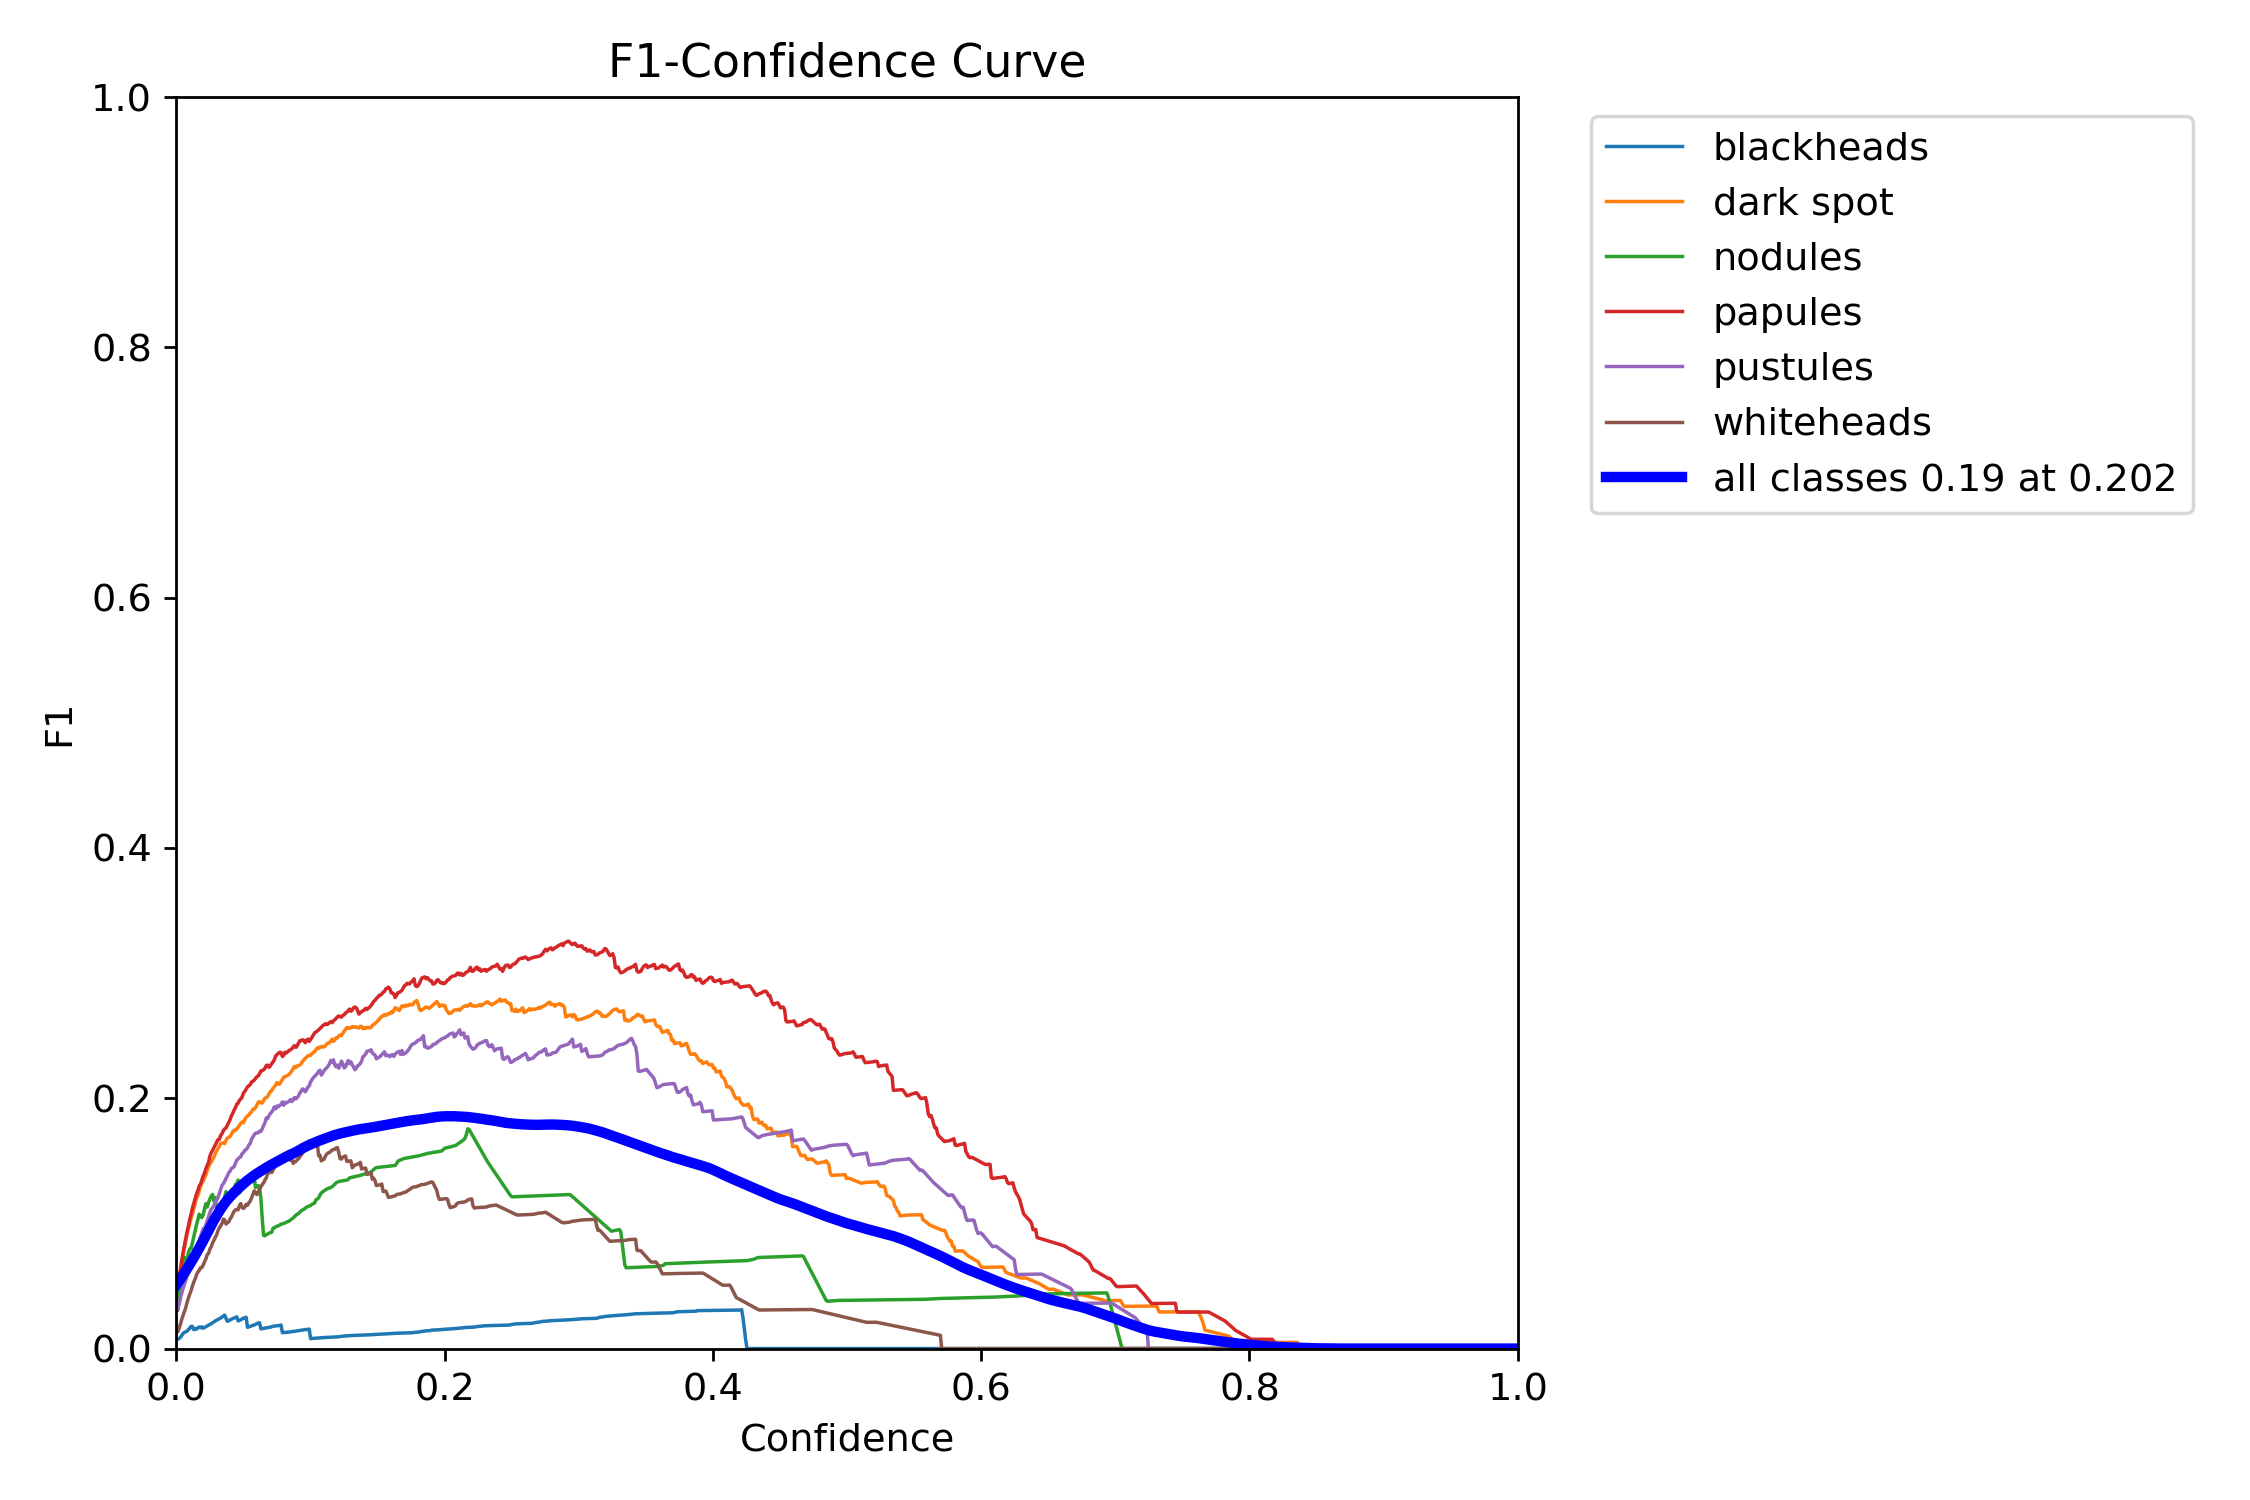 F1-Confidence Curve
1.0
0.8
0.6
0.4
0.2
0.0
F1
0.0 0.2 0.4 0.6 0.8 1.0
Confidence
blackheads
dark spot
nodules
papules
pustules
whiteheads
all classes 0.19 at 0.202